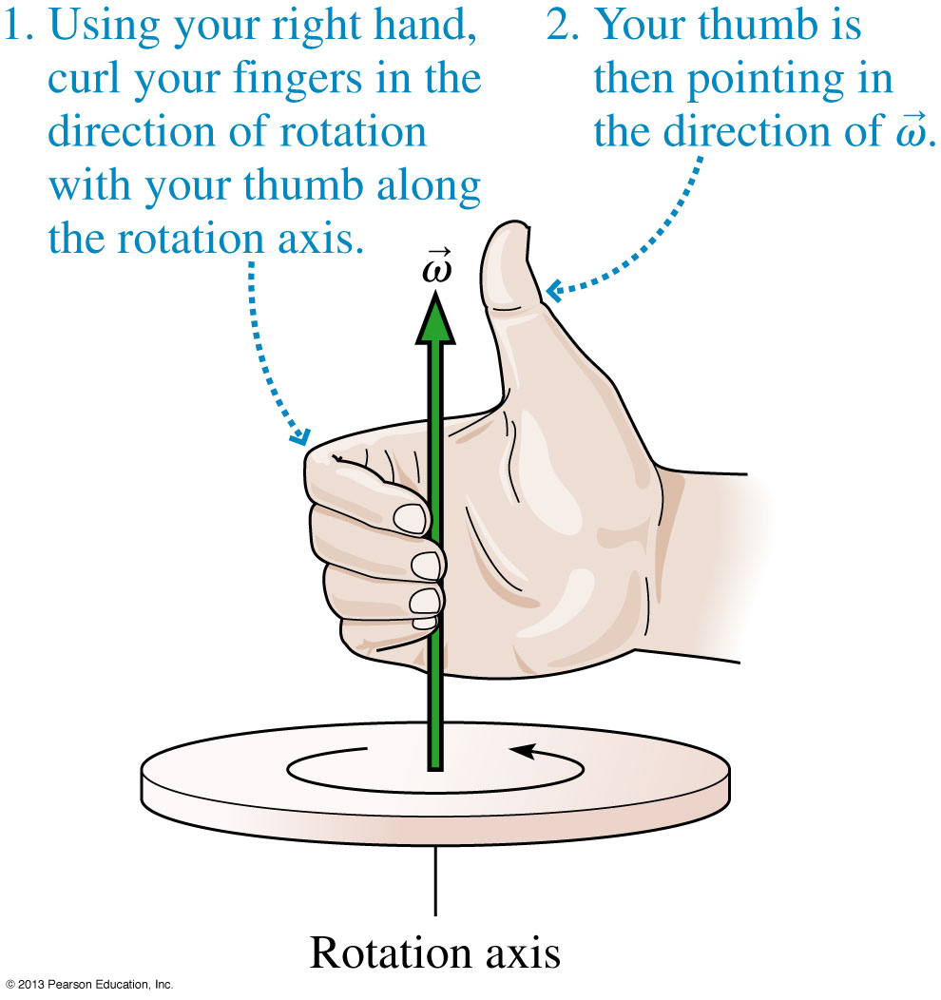 1. Using your right hand,
curl your fingers in the
direction of rotation
with your thumb along
the rotation axis.
2. Your thumb is
then pointing in
the direction of ω⃗.
ω⃗
Rotation axis
© 2013 Pearson Education, Inc.